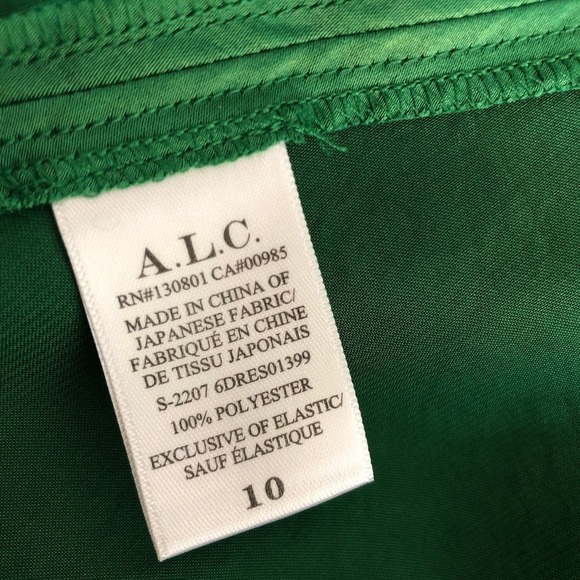 A.L.C.
RN#130801 CA#00985
MADE IN CHINA OF
JAPANESE FABRIC/
FABRIQUÉ EN CHINE
DE TISSU JAPONAIS
S-2207 6DRES01399
100% POLYESTER
EXCLUSIVE OF ELASTIC/
SAUF ÉLASTIQUE
10